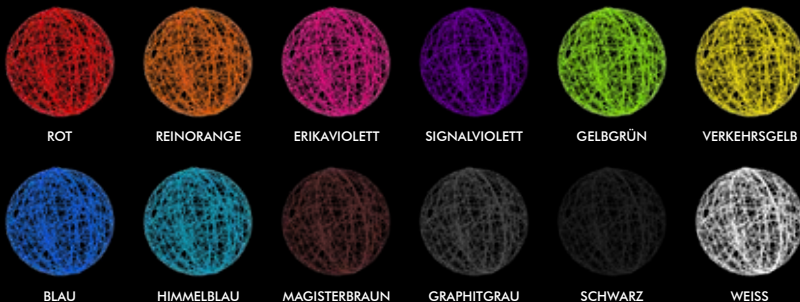 ROT REINORANGE ERIKAVIOLETT SIGNALVIOLETT GELBGRÜN VERKEHRSGELB
BLAU HIMMELBLAU MAGISTERBRAUN GRAPHITGRAU SCHWARZ WEISS